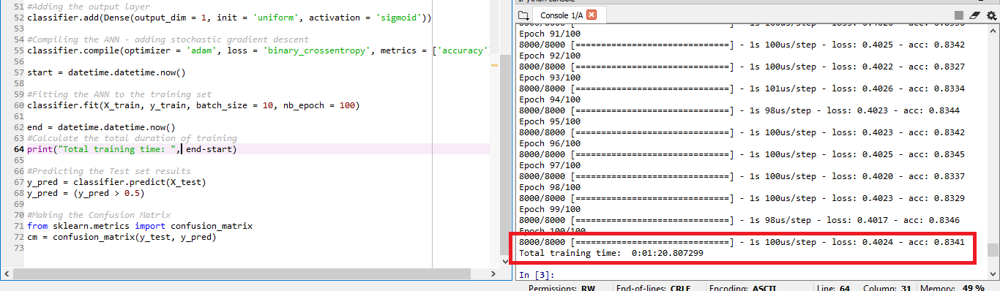 51 #Adding the output layer
52 classifier.add(Dense(output_dim = 1, init = 'uniform', activation = 'sigmoid'))
53
54 #Compiling the ANN - adding stochastic gradient descent
55 classifier.compile(optimizer = 'adam', loss = 'binary_crossentropy', metrics = ['accuracy'
56
57 start = datetime.datetime.now()
58
59 #Fitting the ANN to the training set
60 classifier.fit(X_train, y_train, batch_size = 10, nb_epoch = 100)
61
62 end = datetime.datetime.now()
63 #Calculate the total duration of training
64 print("Total training time: ", end-start)
65
66 #Predicting the Test set results
67 y_pred = classifier.predict(X_test)
68 y_pred = (y_pred > 0.5)
69
70 #Making the Confusion Matrix
71 from sklearn.metrics import confusion_matrix
72 cm = confusion_matrix(y_test, y_pred)
73
Console 1/A
Epoch 91/100
8000/8000 [==============================] - 1s 100us/step - loss: 0.4025 - acc: 0.8342
Epoch 92/100
8000/8000 [==============================] - 1s 100us/step - loss: 0.4022 - acc: 0.8327
Epoch 93/100
8000/8000 [==============================] - 1s 101us/step - loss: 0.4026 - acc: 0.8334
Epoch 94/100
8000/8000 [==============================] - 1s 98us/step - loss: 0.4023 - acc: 0.8344
Epoch 95/100
8000/8000 [==============================] - 1s 100us/step - loss: 0.4023 - acc: 0.8342
Epoch 96/100
8000/8000 [==============================] - 1s 100us/step - loss: 0.4025 - acc: 0.8345
Epoch 97/100
8000/8000 [==============================] - 1s 100us/step - loss: 0.4020 - acc: 0.8337
Epoch 98/100
8000/8000 [==============================] - 1s 100us/step - loss: 0.4023 - acc: 0.8329
Epoch 99/100
8000/8000 [==============================] - 1s 98us/step - loss: 0.4017 - acc: 0.8346
Epoch 100/100
8000/8000 [==============================] - 1s 100us/step - loss: 0.4024 - acc: 0.8341
Total training time:  0:01:20.807299
In [3]:
Permissions: RW End-of-lines: CRLF Encoding: ASCII Line: 64 Column: 31 Memory: 49 %